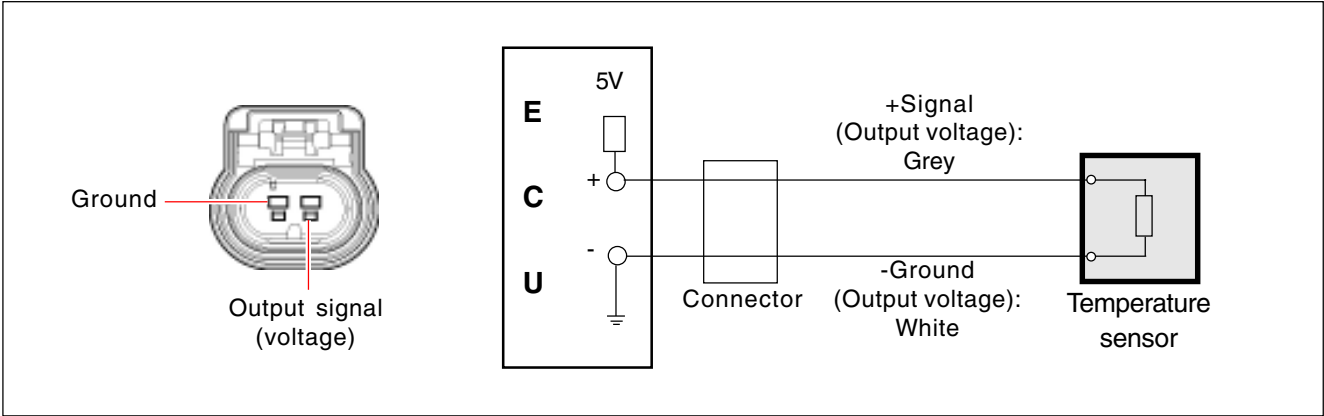 Ground
Output signal
(voltage)
E
C
U
5V
+
-
Connector
+Signal
(Output voltage):
Grey
-Ground
(Output voltage):
White
Temperature
sensor